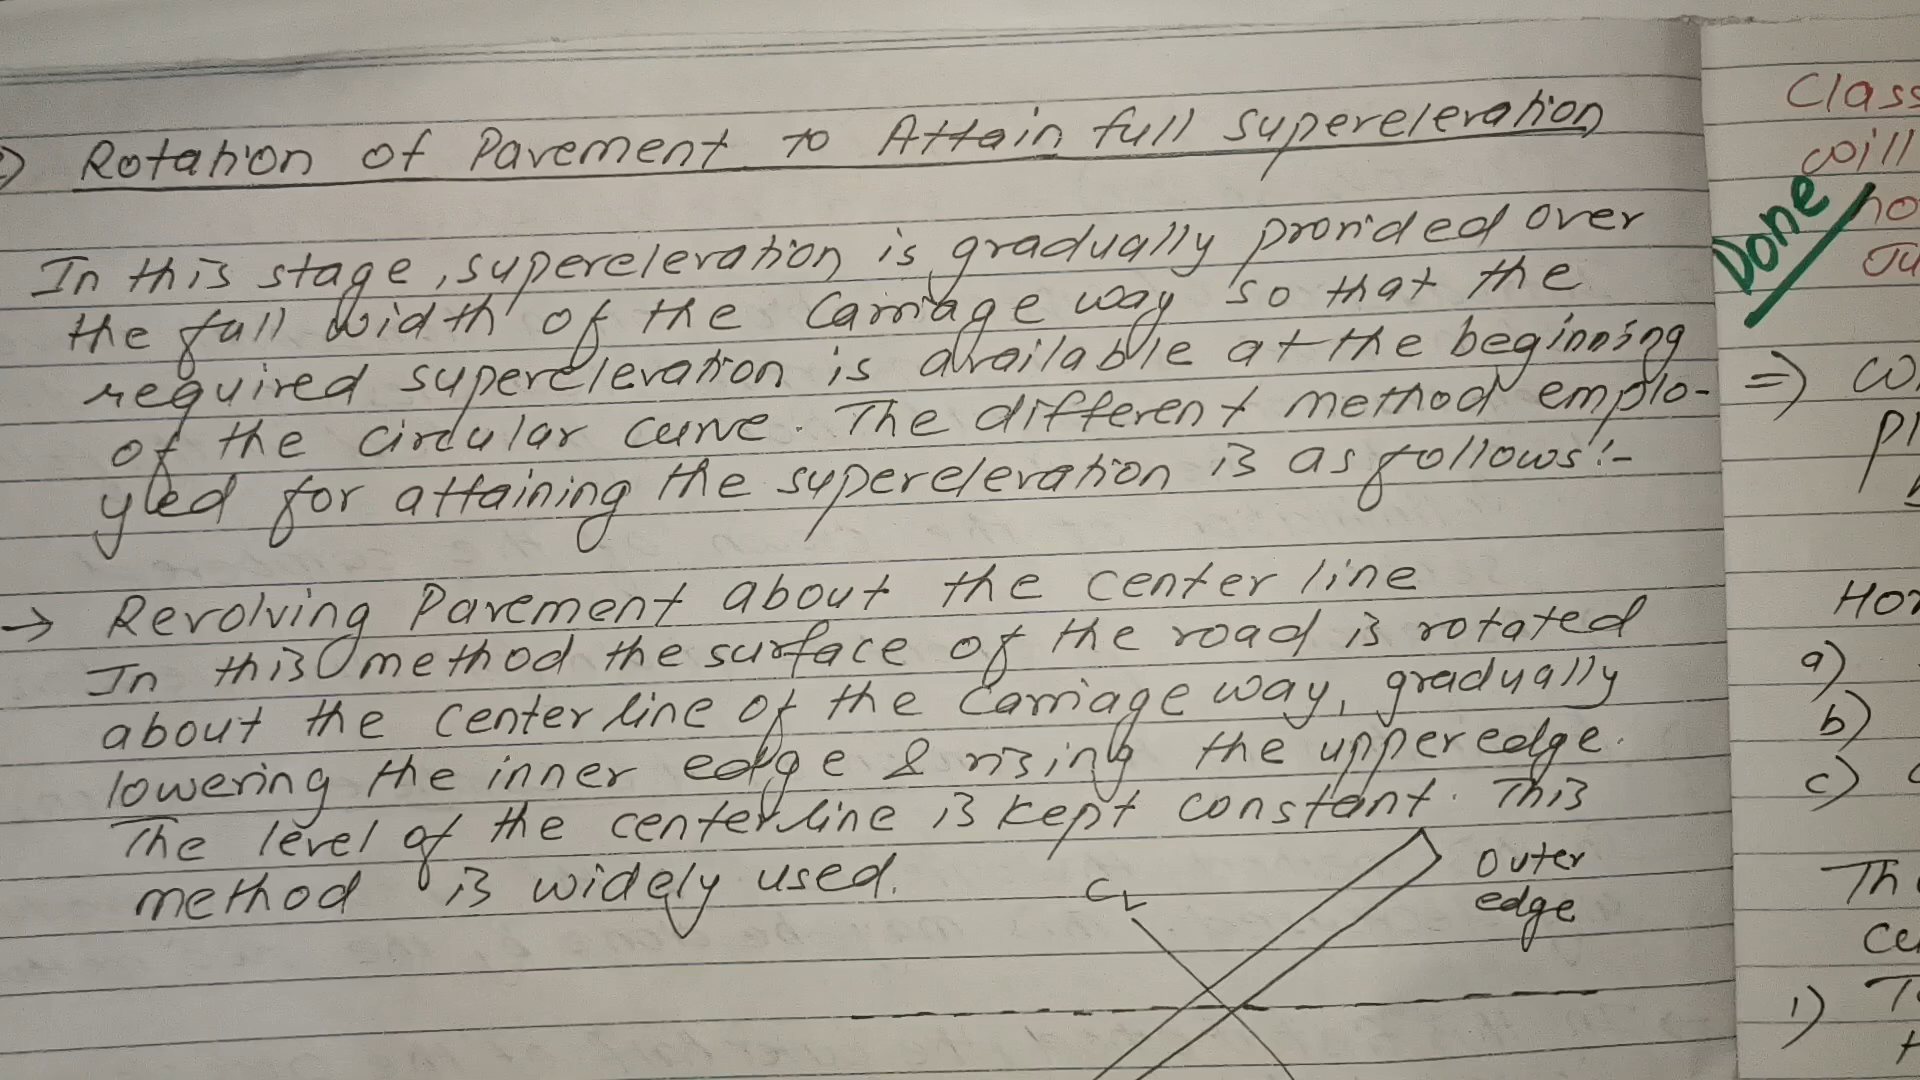 Rotation of Pavement to Attain full Superelevation
In this stage, superelevation is gradually provided over
the full width of the Carriage way so that the
required superelevation is available at the beginning
of the circular curve. The different method emplo-
yed for attaining the superelevation is as follows:-
→ Revolving Pavement about the center line
In this method the surface of the road is rotated
about the center line of the Carriage way, gradually
lowering the inner edge & rising the upper edge.
The level of the center line is kept constant. This
method is widely used.
CL
Outer
edge
Class
will
Done
no
⇒
Hor
a)
b)
c)
Th
1)